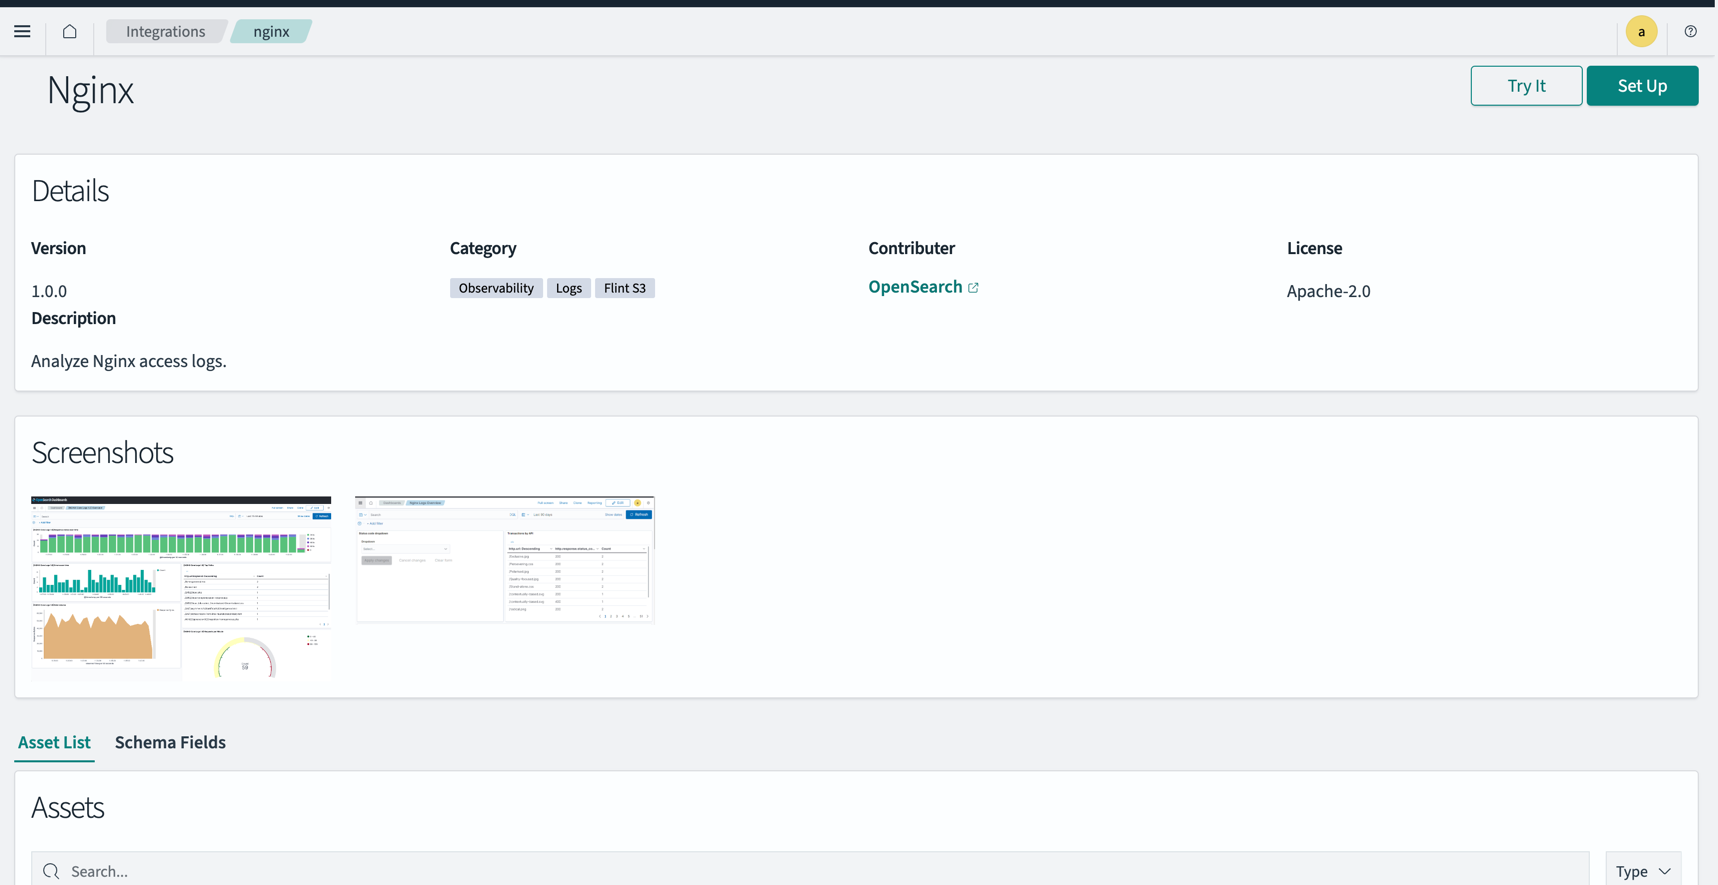 Integrations nginx a
Nginx
Try It Set Up
Details
Version Category Contributer License
1.0.0 Observability Logs Flint S3 OpenSearch Apache-2.0
Description
Analyze Nginx access logs.
Screenshots
Asset List Schema Fields
Assets
Search... Type